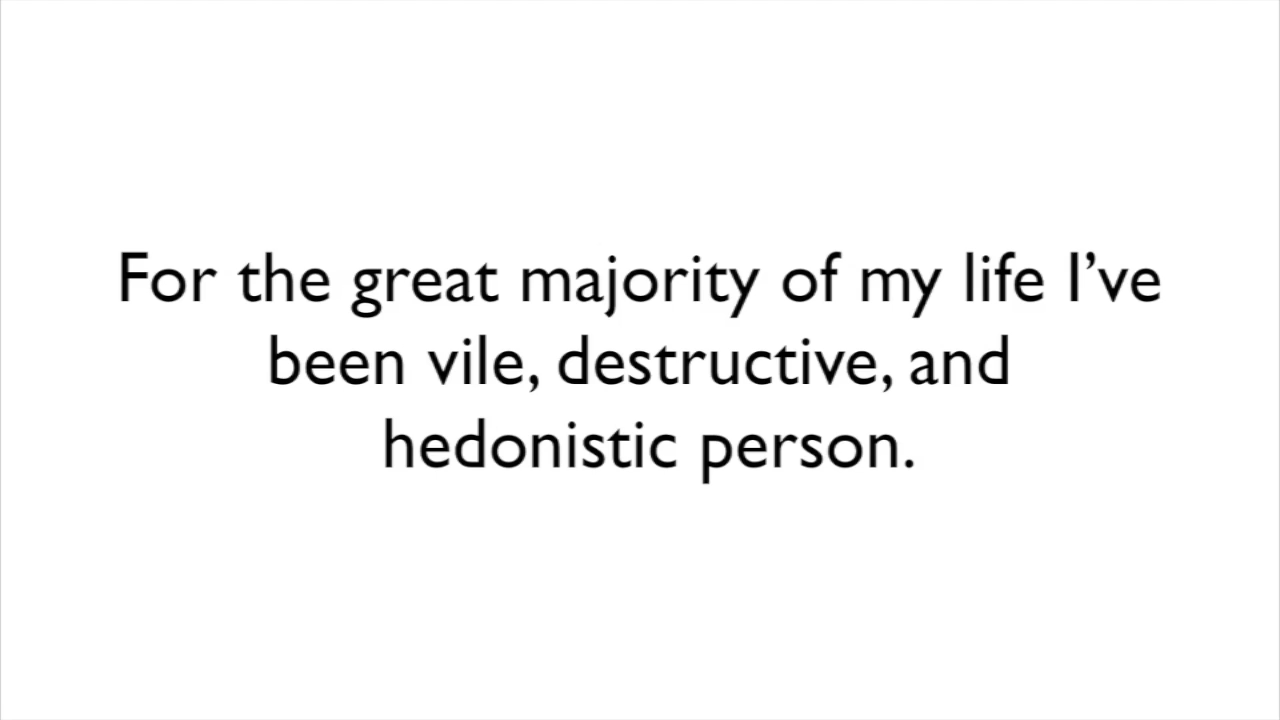 For the great majority of my life I’ve
been vile, destructive, and
hedonistic person.